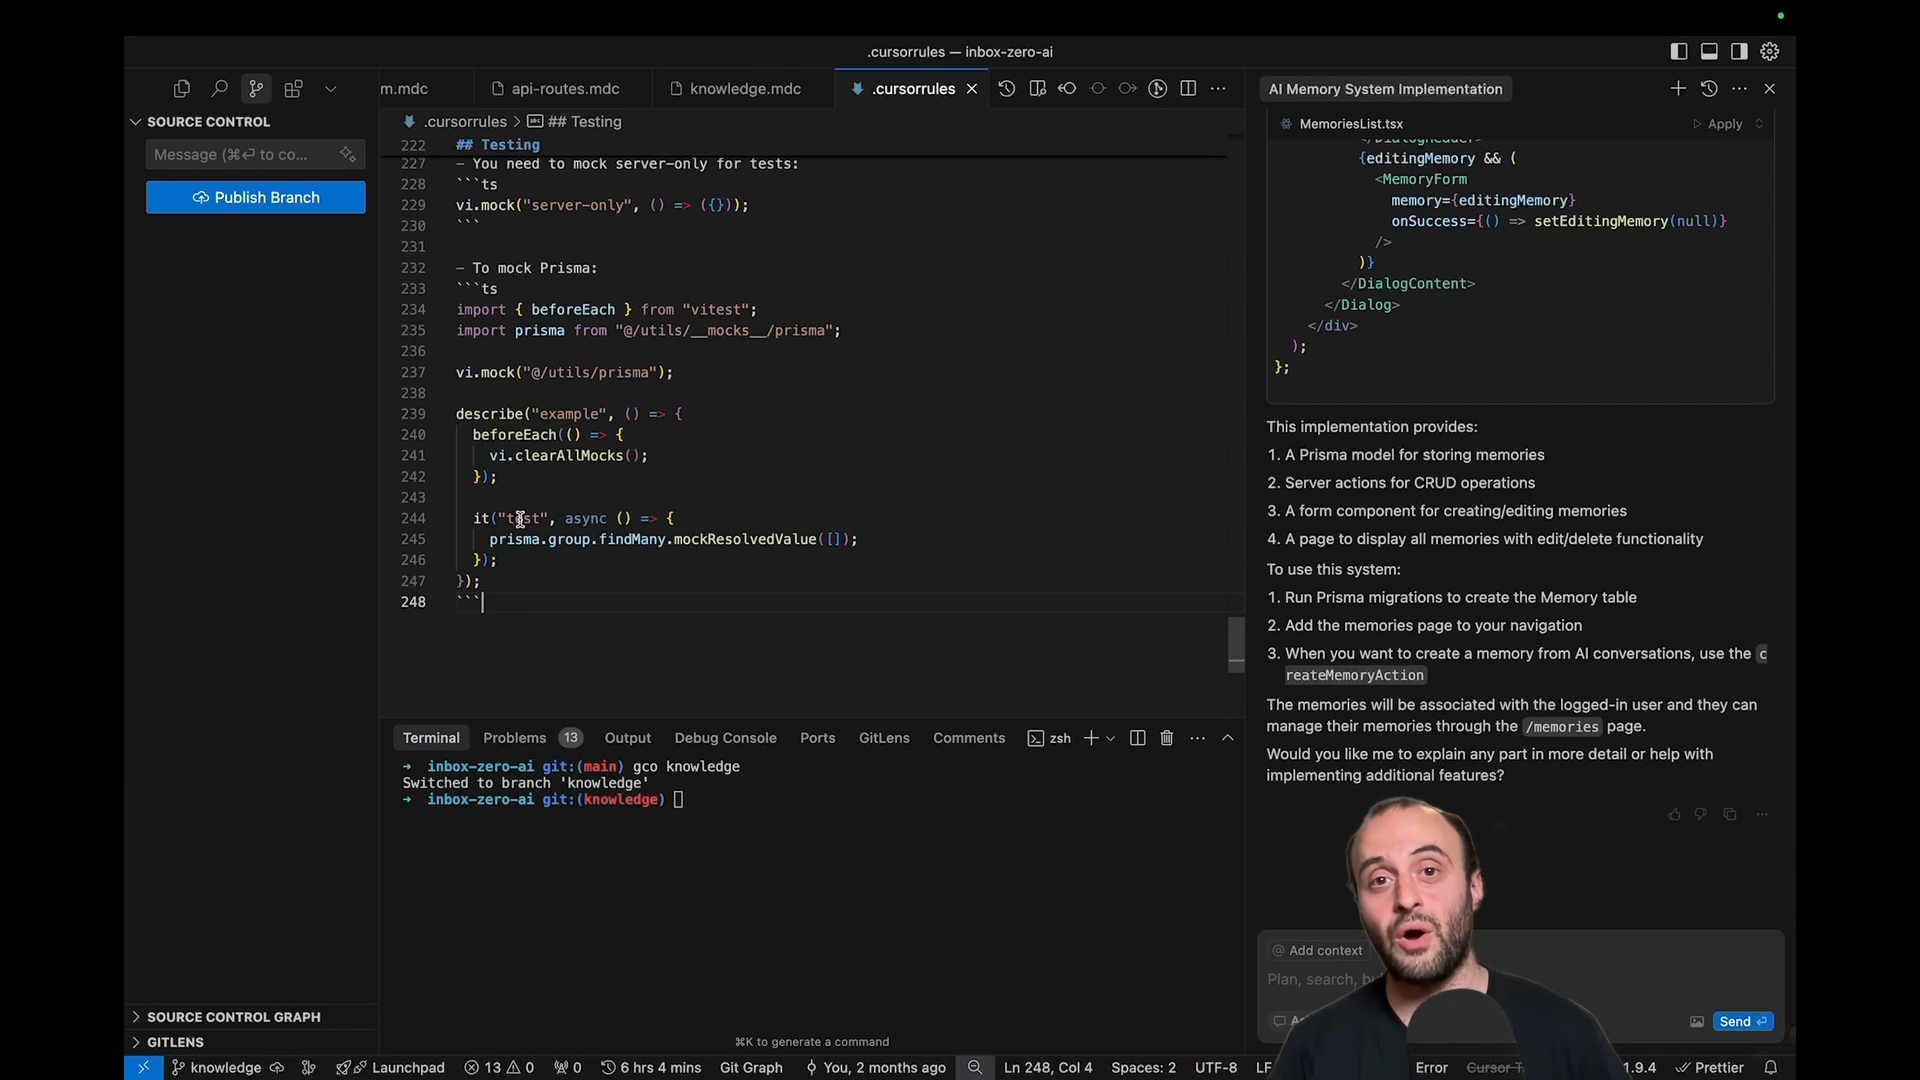 .cursorrules — inbox-zero-ai
m.mdc
api-routes.mdc
knowledge.mdc
.cursorrules
SOURCE CONTROL
Message (⌘⏎ to co...
Publish Branch
SOURCE CONTROL GRAPH
GITLENS
.cursorrules > ## Testing
222 ## Testing
227 - You need to mock server-only for tests:
228 ```ts
229 vi.mock("server-only", () => ({}));
230 ```
231
232 - To mock Prisma:
233 ```ts
234 import { beforeEach } from "vitest";
235 import prisma from "@/utils/__mocks__/prisma";
236
237 vi.mock("@/utils/prisma");
238
239 describe("example", () => {
240 beforeEach(() => {
241 vi.clearAllMocks();
242 });
243
244 it("test", async () => {
245 prisma.group.findMany.mockResolvedValue([]);
246 });
247 });
248 ```
Terminal Problems 13 Output Debug Console Ports GitLens Comments zsh
→ inbox-zero-ai git:(main) gco knowledge
Switched to branch 'knowledge'
→ inbox-zero-ai git:(knowledge)
⌘K to generate a command
AI Memory System Implementation
MemoriesList.tsx
Apply
</DialogHeader>
{editingMemory && (
<MemoryForm
memory={editingMemory}
onSuccess={() => setEditingMemory(null)}
/>
)}
</DialogContent>
</Dialog>
</div>
);
};
This implementation provides:
1. A Prisma model for storing memories
2. Server actions for CRUD operations
3. A form component for creating/editing memories
4. A page to display all memories with edit/delete functionality
To use this system:
1. Run Prisma migrations to create the Memory table
2. Add the memories page to your navigation
3. When you want to create a memory from AI conversations, use the c
reateMemoryAction
The memories will be associated with the logged-in user and they can
manage their memories through the /memories page.
Would you like me to explain any part in more detail or help with
implementing additional features?
@ Add context
Plan, search,
Send ⏎
knowledge
Launchpad
13 0
0
6 hrs 4 mins
Git Graph
You, 2 months ago
Ln 248, Col 4
Spaces: 2
UTF-8
LF
Error
Cursor T
1.9.4
Prettier